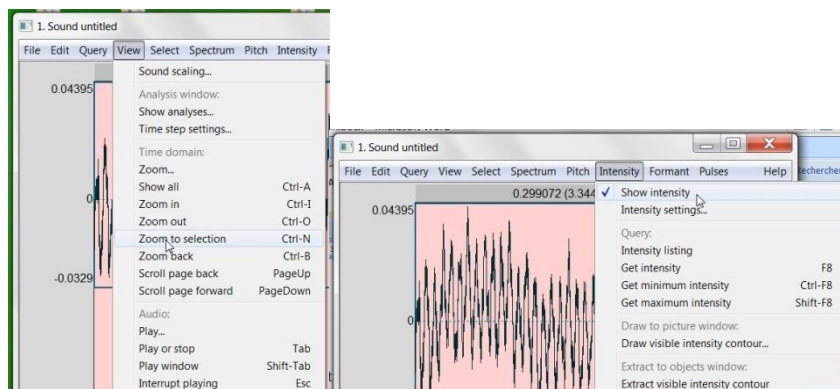 1. Sound untitled
File Edit Query View Select Spectrum Pitch Intensity
Sound scaling...
0.04395
Analysis window:
Show analyses...
Time step settings...
Time domain:
Zoom...
Show all Ctrl-A
Zoom in Ctrl-I
0
Zoom out Ctrl-O
Zoom to selection Ctrl-N
Zoom back Ctrl-B
Scroll page back PageUp
-0.0329
Scroll page forward PageDown
Audio:
Play...
Play or stop Tab
Play window Shift-Tab
Interrupt playing Esc
Microsoft Word
1. Sound untitled
File Edit Query View Select Spectrum Pitch Intensity Formant Pulses Help
Rechercher
0.299072 (3.344
Show intensity
0.04395
Intensity settings...
Query:
Intensity listing
Get intensity F8
Get minimum intensity Ctrl-F8
Get maximum intensity Shift-F8
0
Draw to picture window:
Draw visible intensity contour...
Extract to objects window:
Extract visible intensity contour